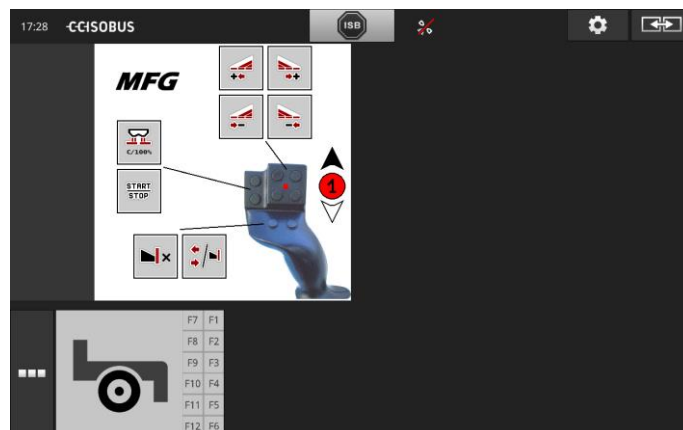 17:28 CCISOBUS ISB
MFG
C/100%
START
STOP
1
F7 F1
F8 F2
F9 F3
F10 F4
F11 F5
F12 F6